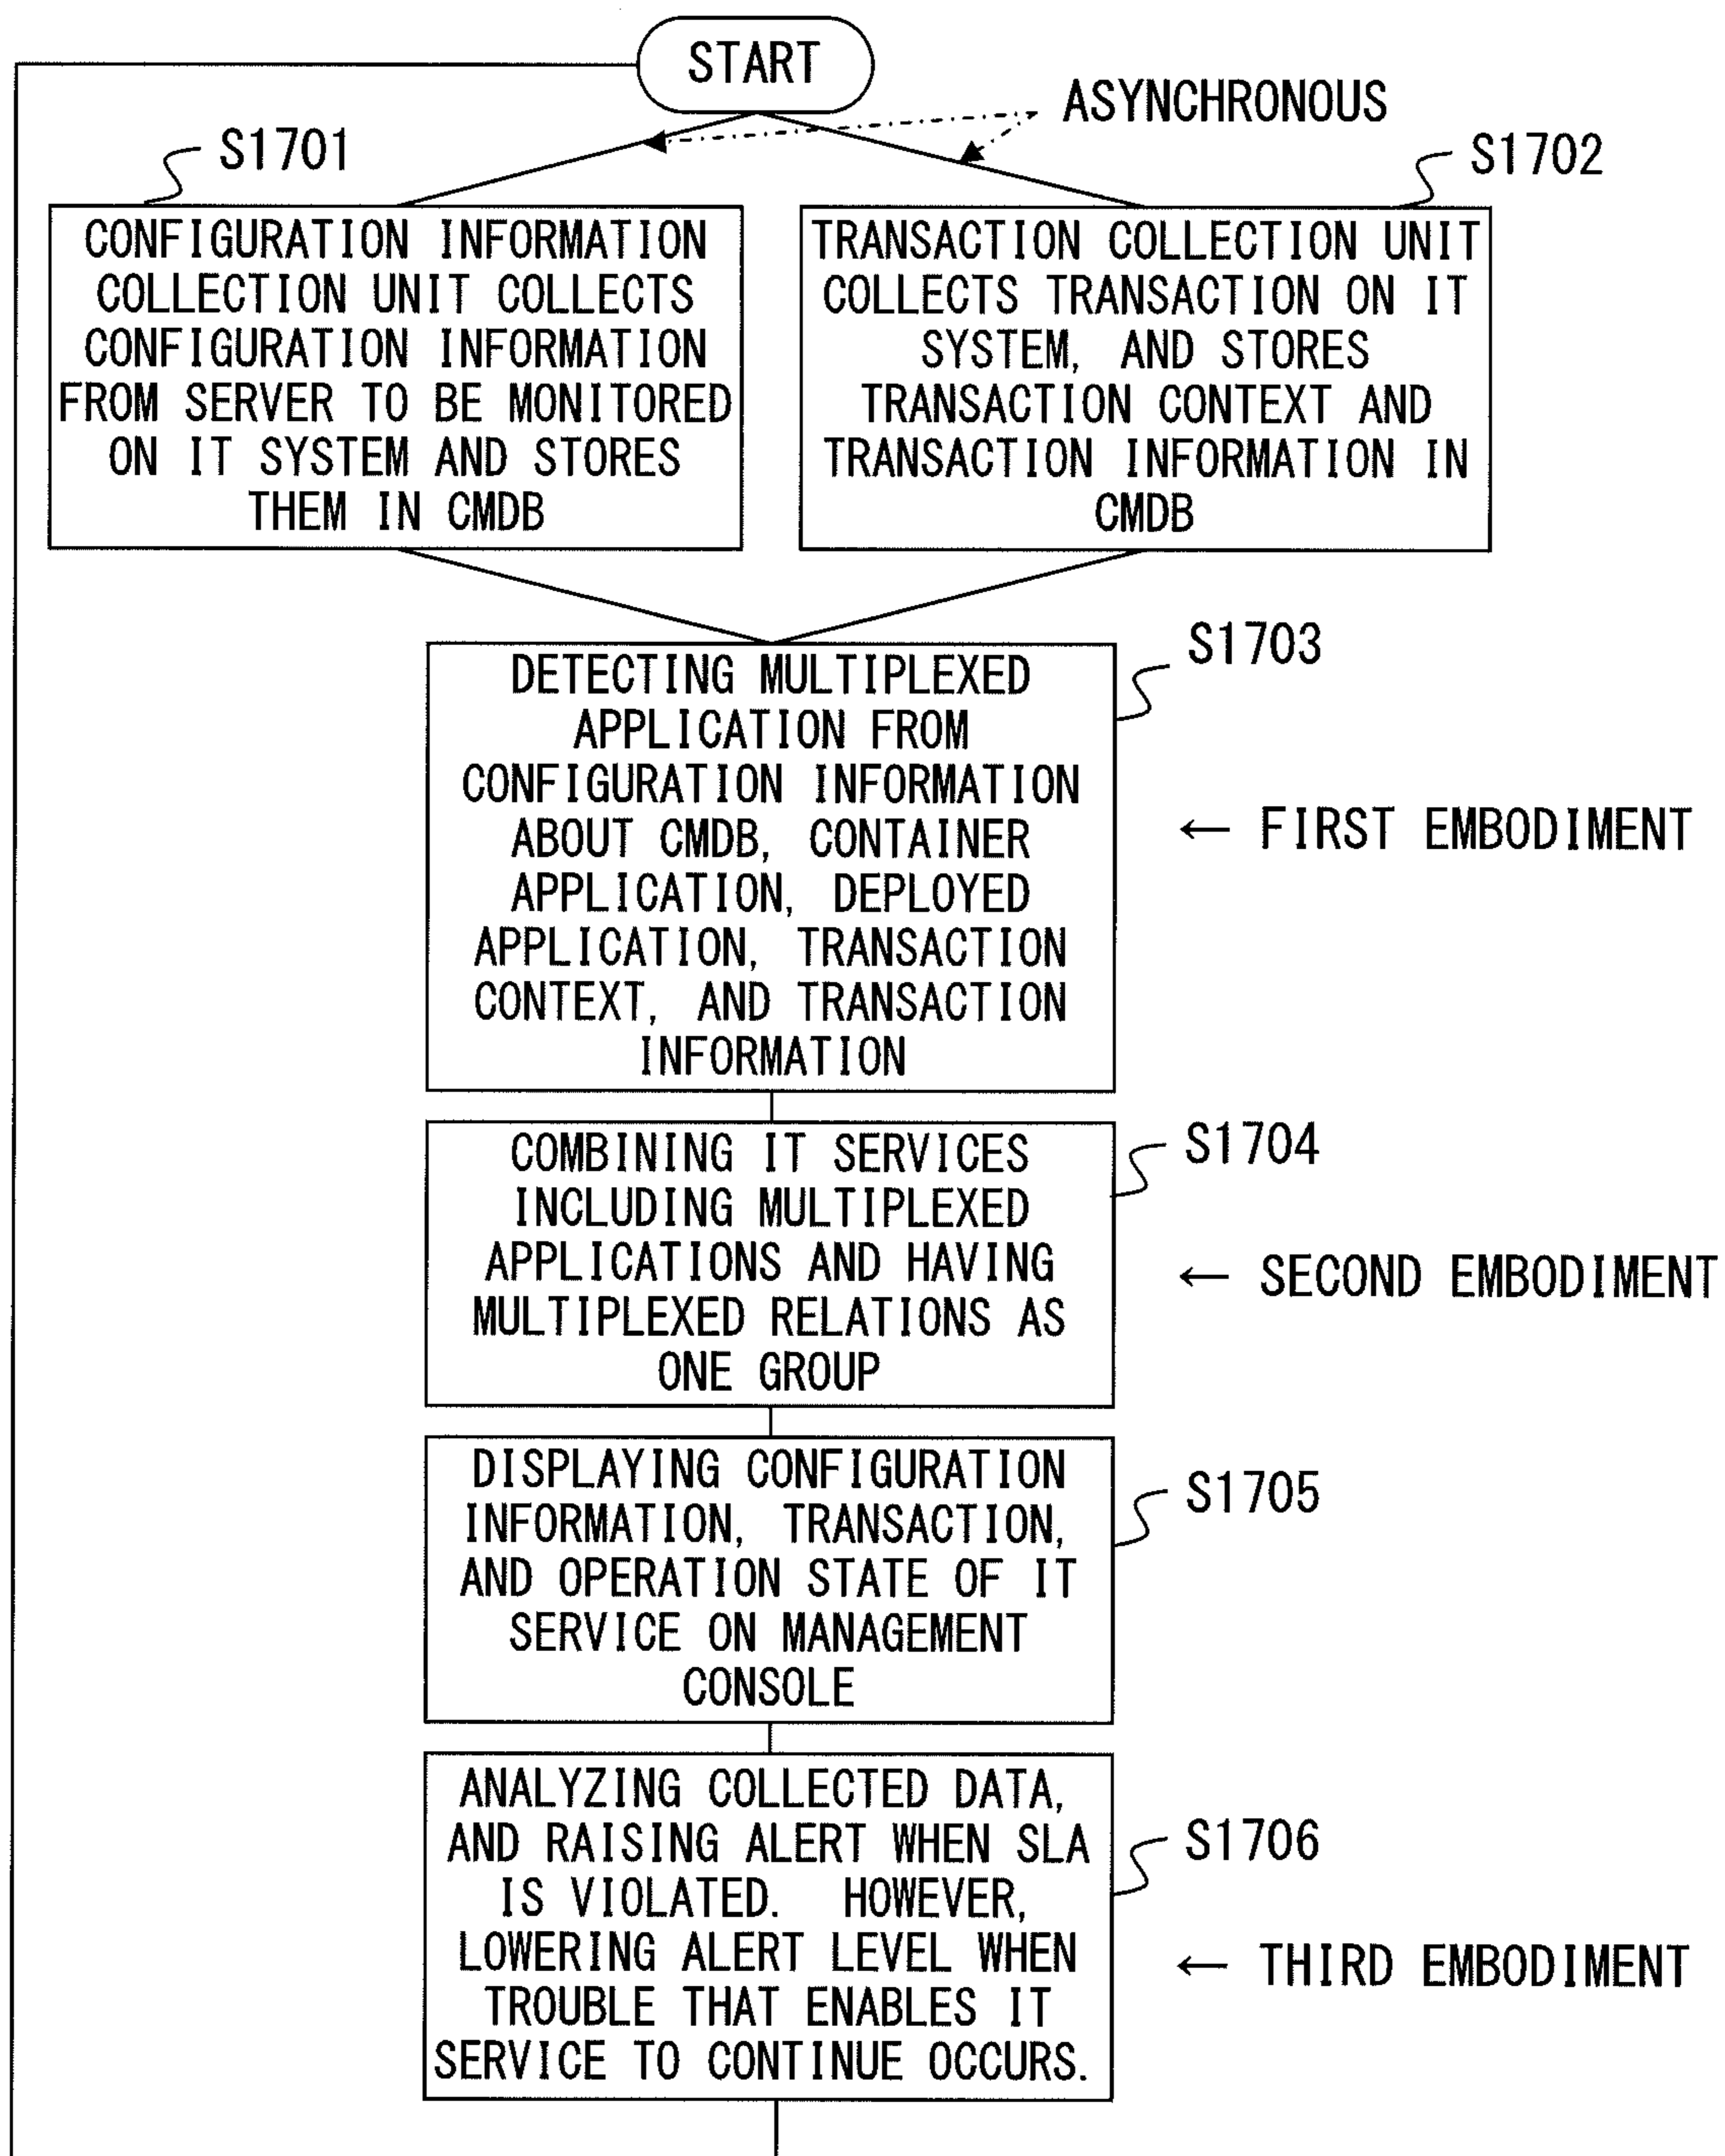 START
ASYNCHRONOUS
S1701
S1702
CONFIGURATION INFORMATION
COLLECTION UNIT COLLECTS
CONFIGURATION INFORMATION
FROM SERVER TO BE MONITORED
ON IT SYSTEM AND STORES
THEM IN CMDB
TRANSACTION COLLECTION UNIT
COLLECTS TRANSACTION ON IT
SYSTEM, AND STORES
TRANSACTION CONTEXT AND
TRANSACTION INFORMATION IN
CMDB
S1703
DETECTING MULTIPLEXED
APPLICATION FROM
CONFIGURATION INFORMATION
ABOUT CMDB, CONTAINER
APPLICATION, DEPLOYED
APPLICATION, TRANSACTION
CONTEXT, AND TRANSACTION
INFORMATION
← FIRST EMBODIMENT
S1704
COMBINING IT SERVICES
INCLUDING MULTIPLEXED
APPLICATIONS AND HAVING
MULTIPLEXED RELATIONS AS
ONE GROUP
← SECOND EMBODIMENT
S1705
DISPLAYING CONFIGURATION
INFORMATION, TRANSACTION,
AND OPERATION STATE OF IT
SERVICE ON MANAGEMENT
CONSOLE
S1706
ANALYZING COLLECTED DATA,
AND RAISING ALERT WHEN SLA
IS VIOLATED. HOWEVER,
LOWERING ALERT LEVEL WHEN
TROUBLE THAT ENABLES IT
SERVICE TO CONTINUE OCCURS.
← THIRD EMBODIMENT